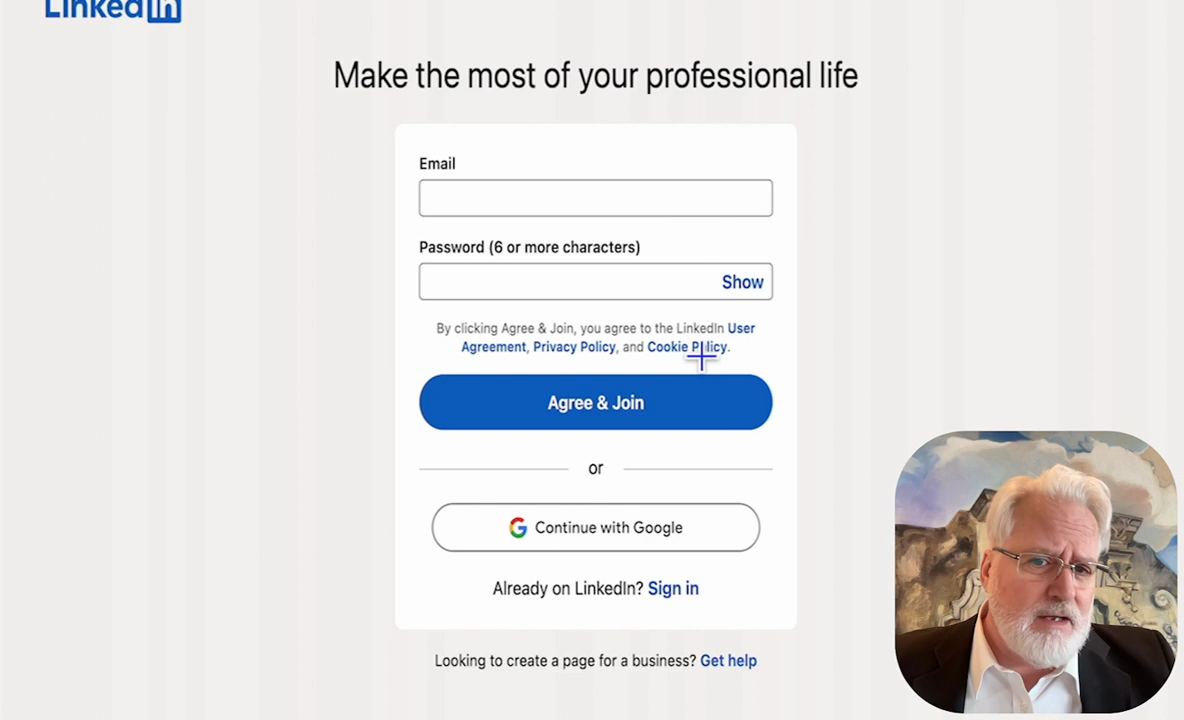 LinkedIn
Make the most of your professional life
Email
Password (6 or more characters)
Show
By clicking Agree & Join, you agree to the LinkedIn User
Agreement, Privacy Policy, and Cookie Policy.
Agree & Join
or
Continue with Google
Already on LinkedIn? Sign in
Looking to create a page for a business? Get help